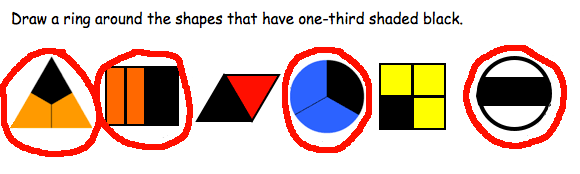 Draw a ring around the shapes that have one-third shaded black.